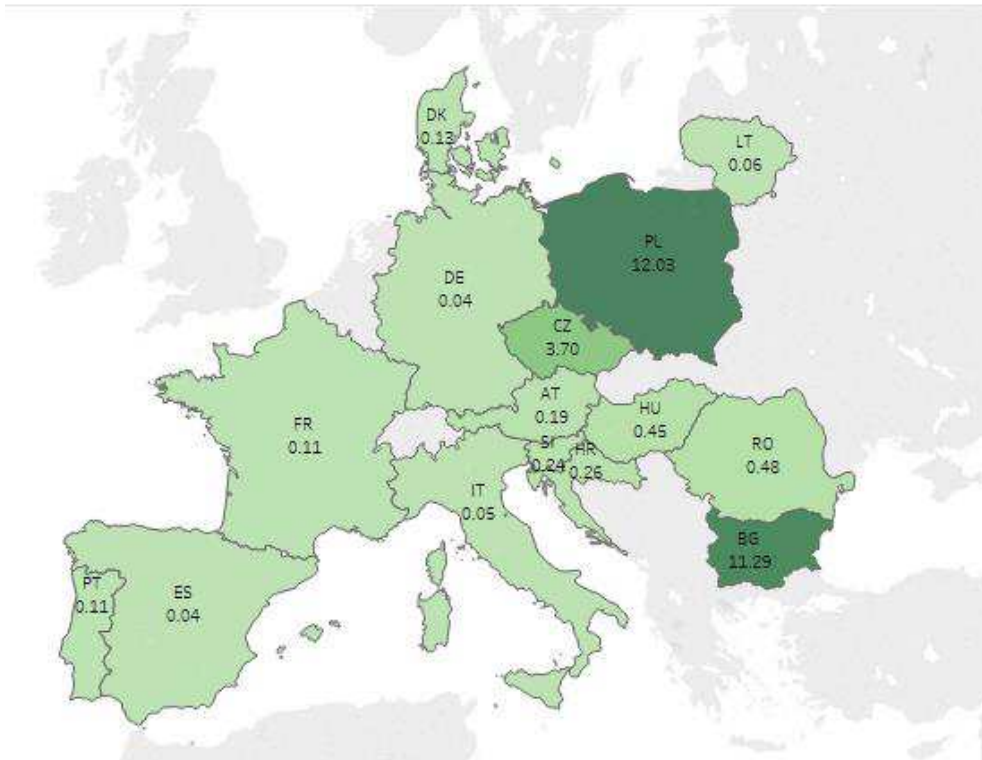 DK
0.13
LT
0.06
PL
12.03
DE
0.04
CZ
3.70
AT
0.19
HU
0.45
FR
0.11
SI
0.24
HR
0.26
RO
0.48
IT
0.05
BG
11.29
PT
0.11
ES
0.04